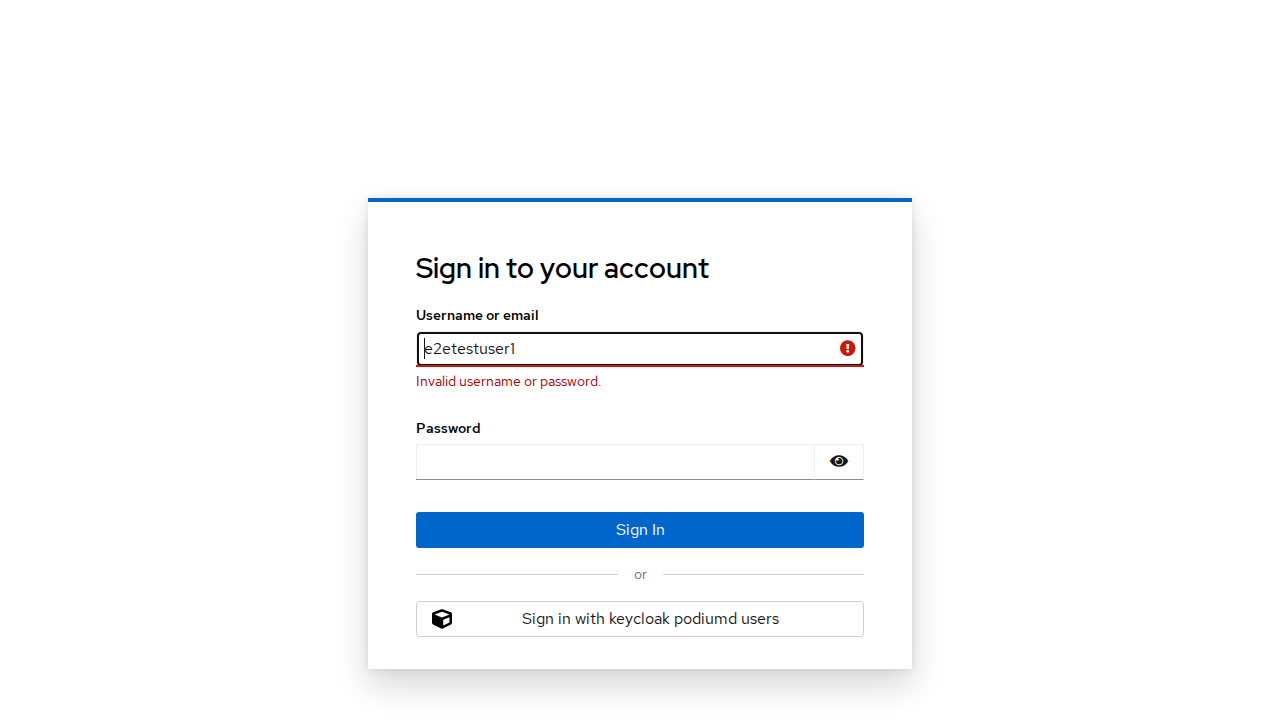 Sign in to your account
Username or email
e2etestuser1
Invalid username or password.
Password
Sign In
or
Sign in with keycloak podiumd users